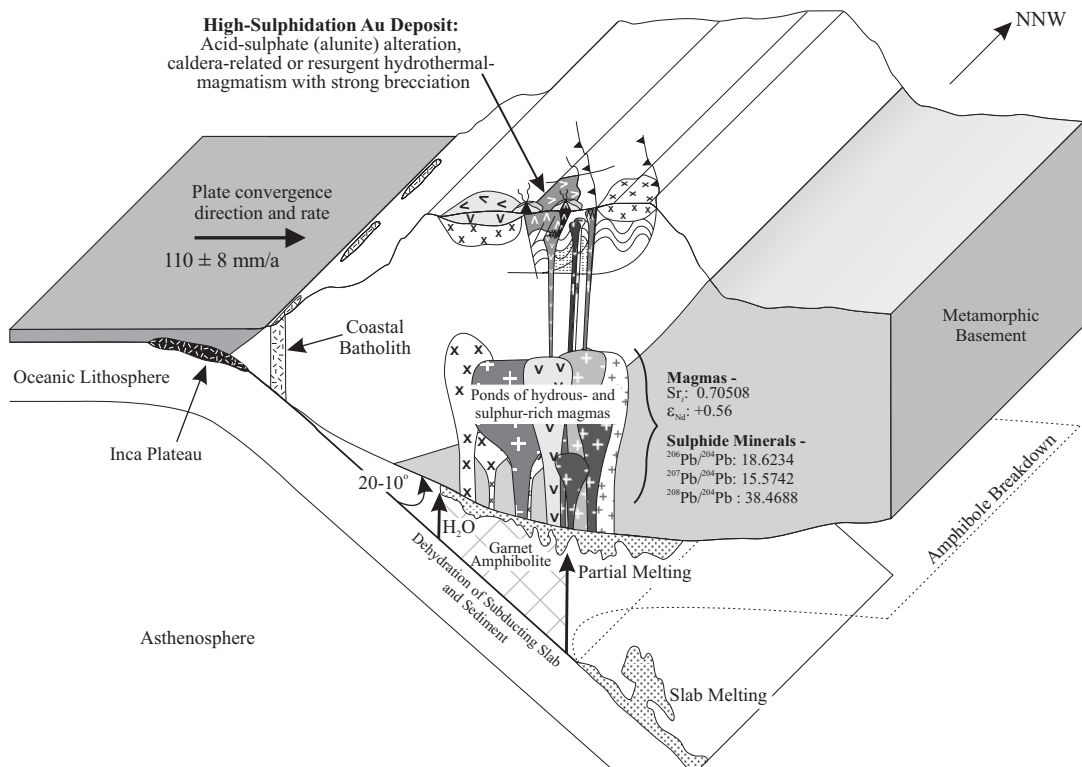 High-Sulphidation Au Deposit:
Acid-sulphate (alunite) alteration,
caldera-related or resurgent hydrothermal-
magmatism with strong brecciation
NNW
Plate convergence
direction and rate
110 ± 8 mm/a
Coastal
Batholith
Metamorphic
Basement
Oceanic Lithosphere
Inca Plateau
Ponds of hydrous- and
sulphur-rich magmas
Magmas -
Srᵢ: 0.70508
εNd: +0.56
Sulphide Minerals -
²⁰⁶Pb/²⁰⁴Pb: 18.6234
²⁰⁷Pb/²⁰⁴Pb: 15.5742
²⁰⁸Pb/²⁰⁴Pb : 38.4688
20-10°
H₂O
Garnet
Amphibolite
Partial Melting
Amphibole Breakdown
Dehydration of Subducting Slab
and Sediment
Asthenosphere
Slab Melting